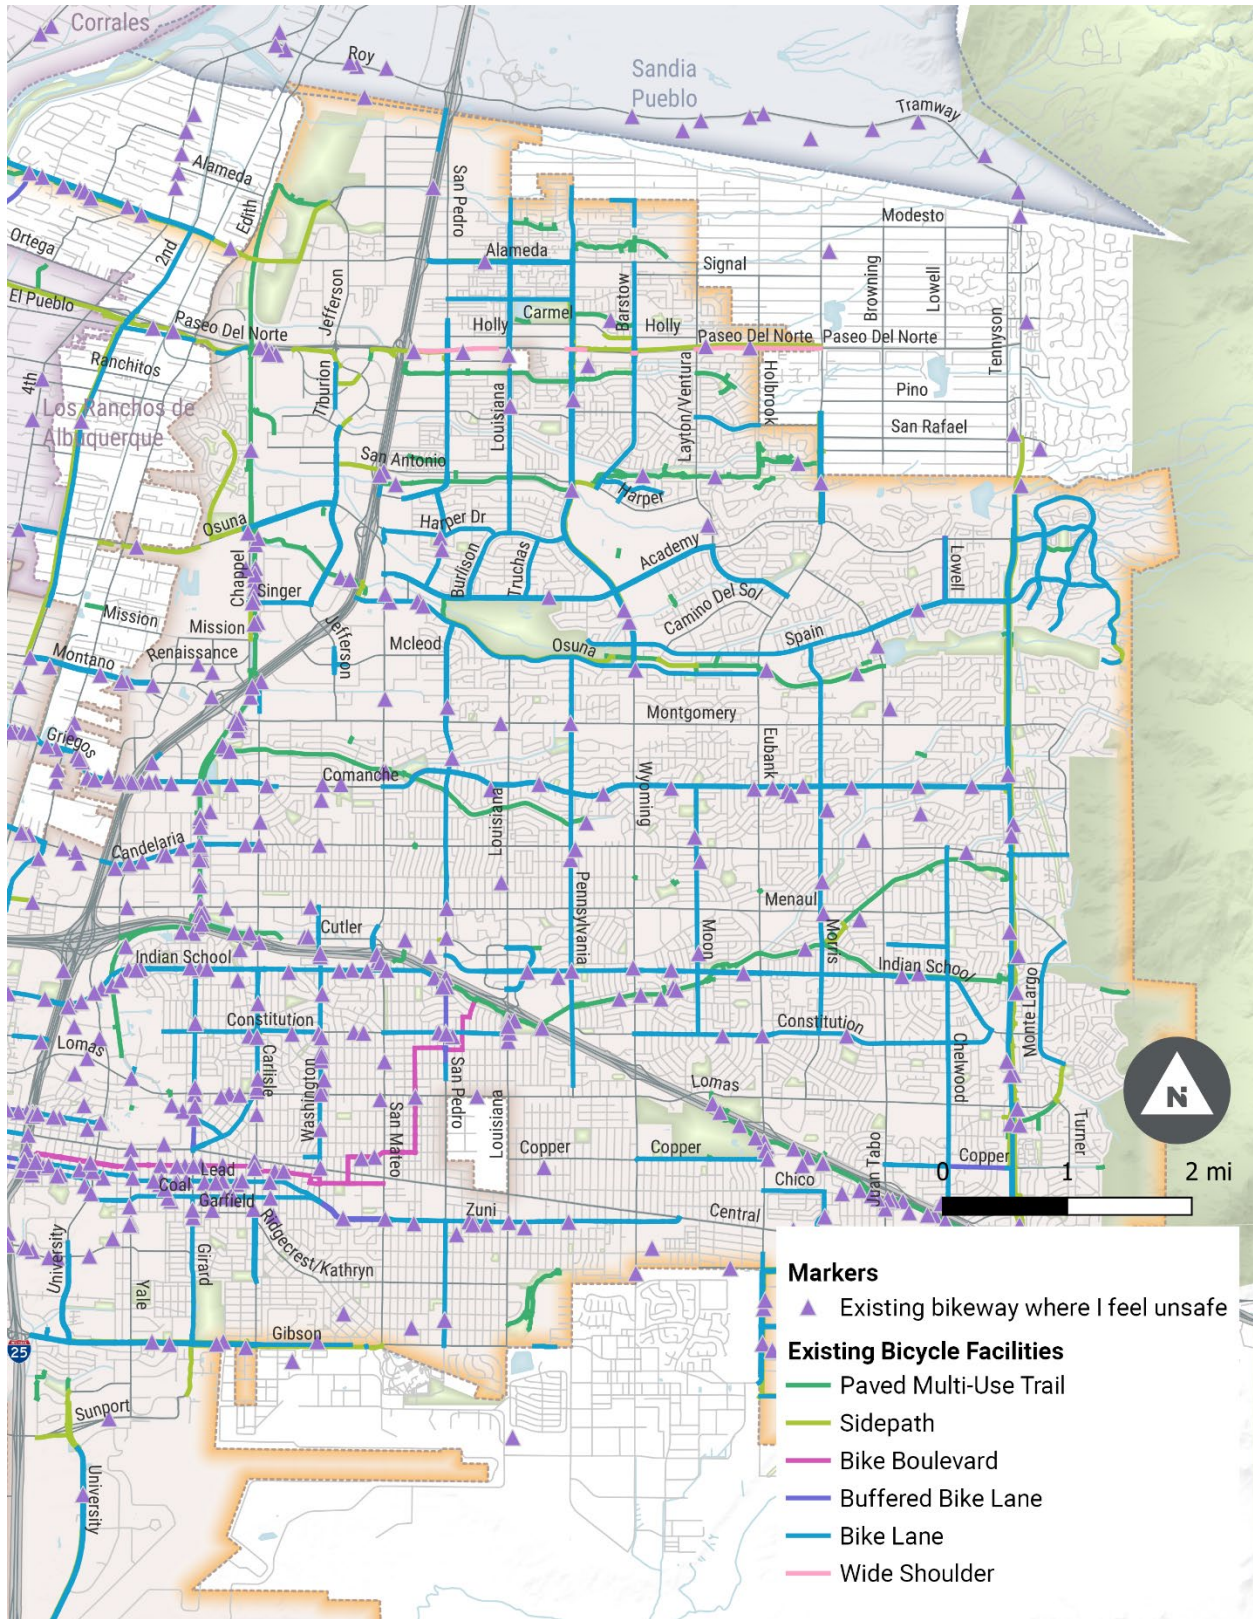 Corrales
Roy
Sandia
Pueblo
Tramway
Alameda
San Pedro
Edith
Modesto
2nd
Ortega
Alameda
Signal
Browning
Lowell
El Pueblo
Jefferson
Barstow
Carmel
Holly
Holly
Tennyson
Paseo Del Norte
Paseo Del Norte
Paseo Del Norte
Ranchitos
Tiburion
Layton/Ventura
Holbrook
4th
Pino
Los Ranchos de
Albuquerque
Louisiana
San Rafael
San Antonio
Harper
Osuna
Harper Dr
Academy
Burlison
Truchas
Lowell
Chappel
Singer
Camino Del Sol
Mission
Mission
Jefferson
Mcleod
Spain
Osuna
Renaissance
Montano
Montgomery
Griegos
Eubank
Comanche
Wyoming
Louisiana
Candelaria
Pennsylvania
Menaul
Cutler
Moon
Morris
Indian School
Indian School
Monte Largo
Constitution
Constitution
Lomas
Carlisle
Washington
San Pedro
Chelwood
Lomas
San Mateo
Louisiana
N
Turner
Copper
Copper
Copper
Lead
Coal
Chico
Juan Tabo
0 1 2 mi
Garfield
Zuni
Central
University
Girard
Ridgecrest/Kathryn
Yale
Gibson
25
Sunport
University
Markers
Existing bikeway where I feel unsafe
Existing Bicycle Facilities
Paved Multi-Use Trail
Sidepath
Bike Boulevard
Buffered Bike Lane
Bike Lane
Wide Shoulder